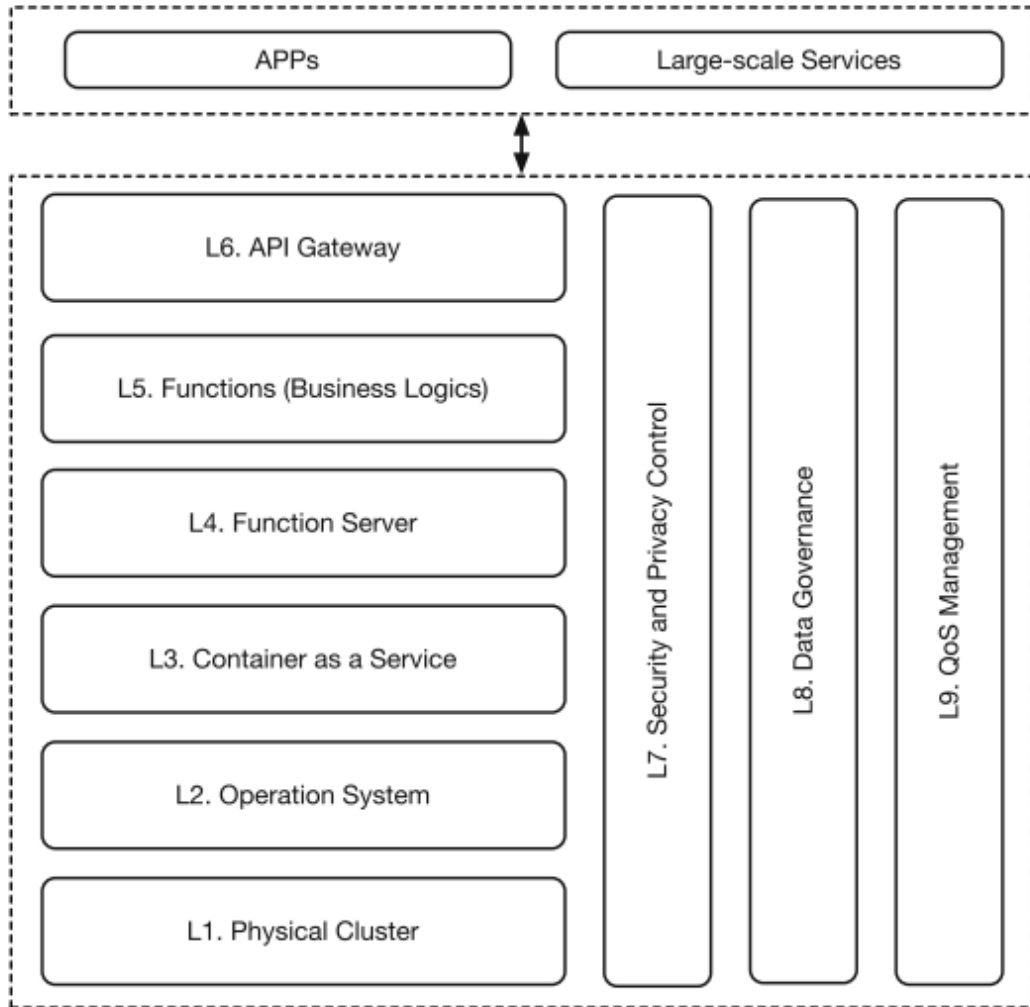 APPs
Large-scale Services
L6. API Gateway
L5. Functions (Business Logics)
L4. Function Server
L3. Container as a Service
L2. Operation System
L1. Physical Cluster
L7. Security and Privacy Control
L8. Data Governance
L9. QoS Management